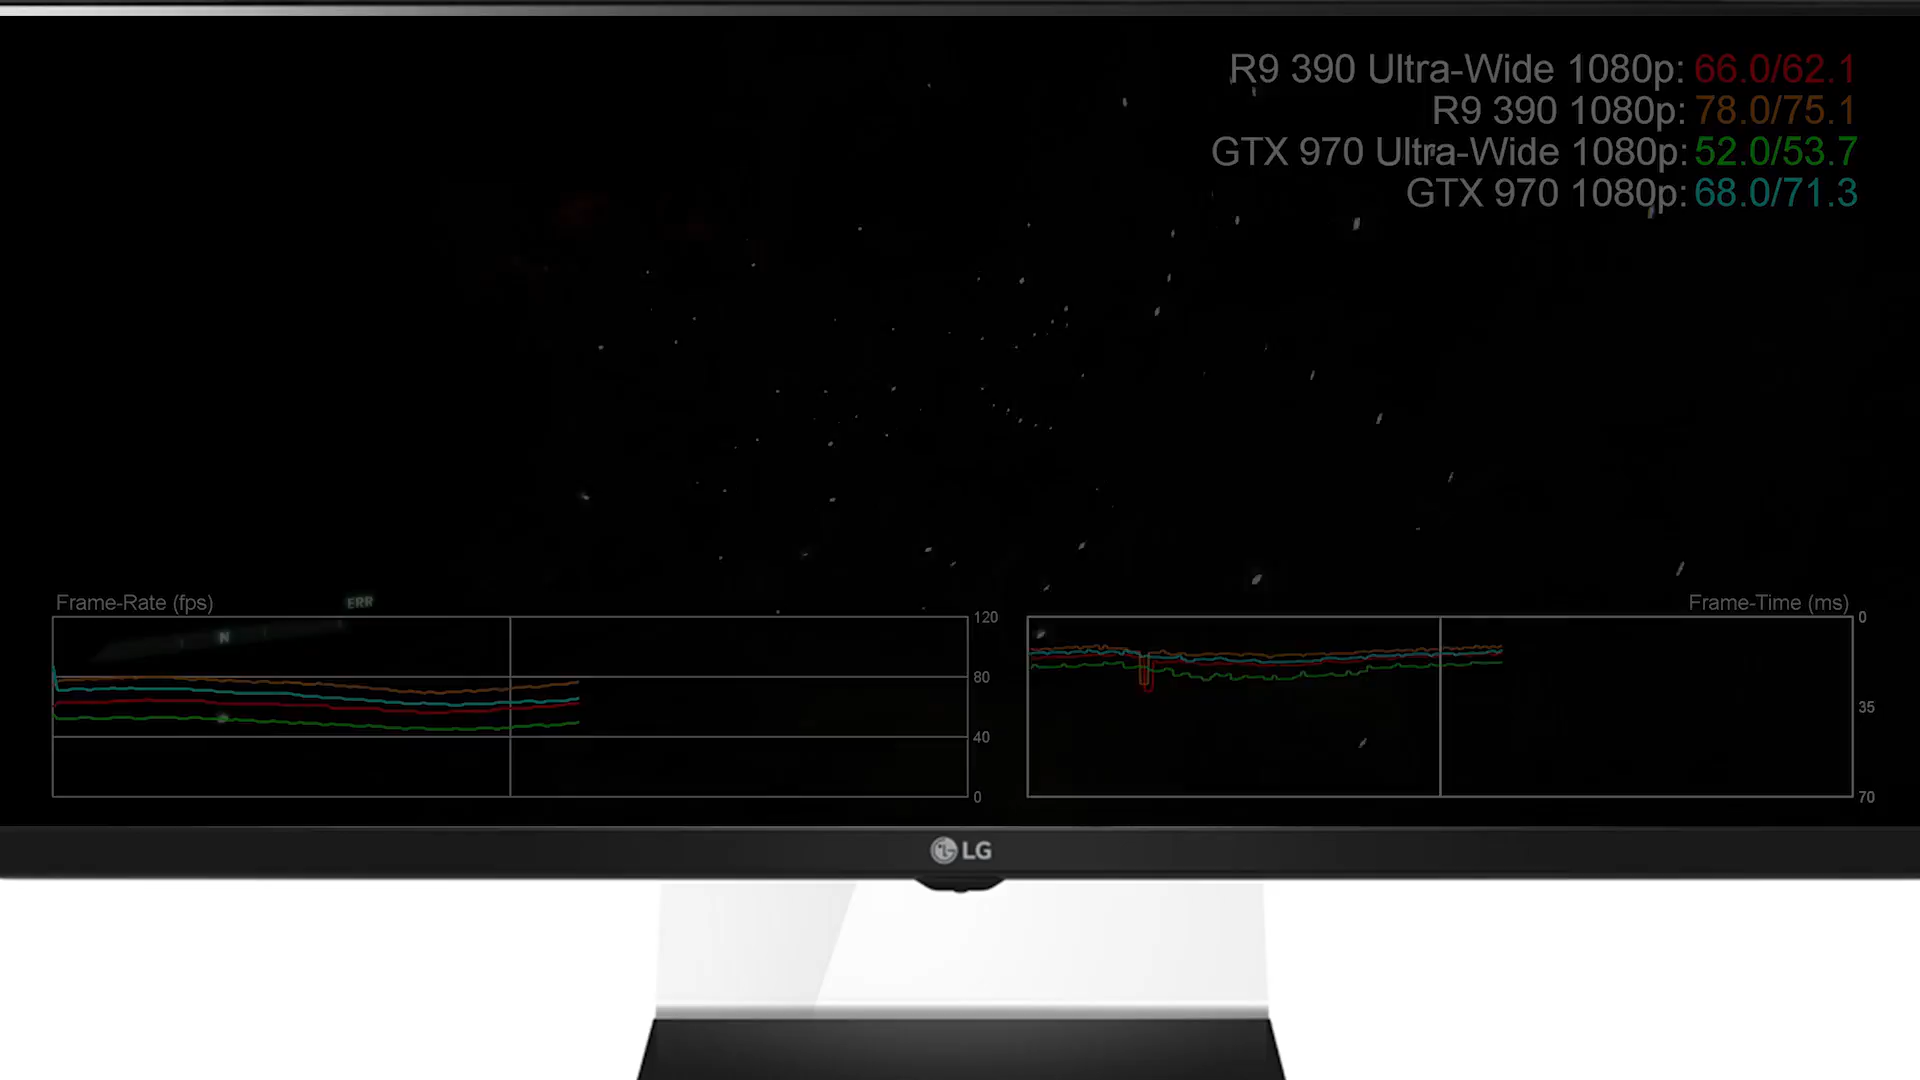 R9 390 Ultra-Wide 1080p: 66.0/62.1
R9 390 1080p: 78.0/75.1
GTX 970 Ultra-Wide 1080p: 52.0/53.7
GTX 970 1080p: 68.0/71.3
Frame-Rate (fps)
ERR
N
120
80
40
0
Frame-Time (ms)
0
35
70
LG